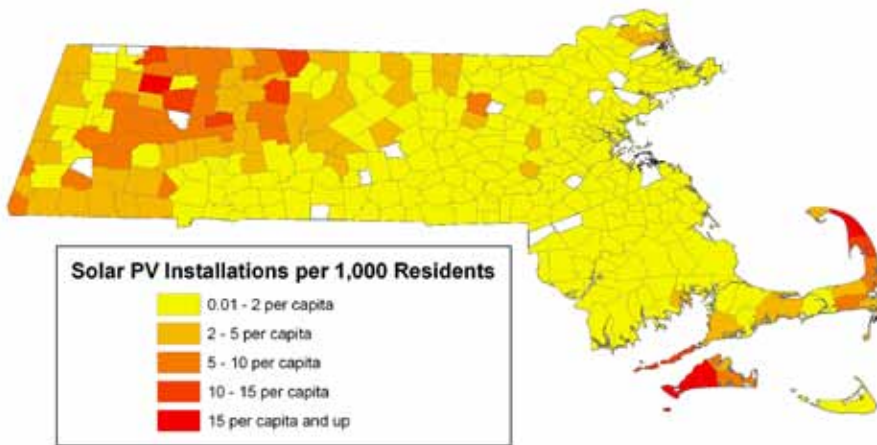 Solar PV Installations per 1,000 Residents
0.01 - 2 per capita
2 - 5 per capita
5 - 10 per capita
10 - 15 per capita
15 per capita and up